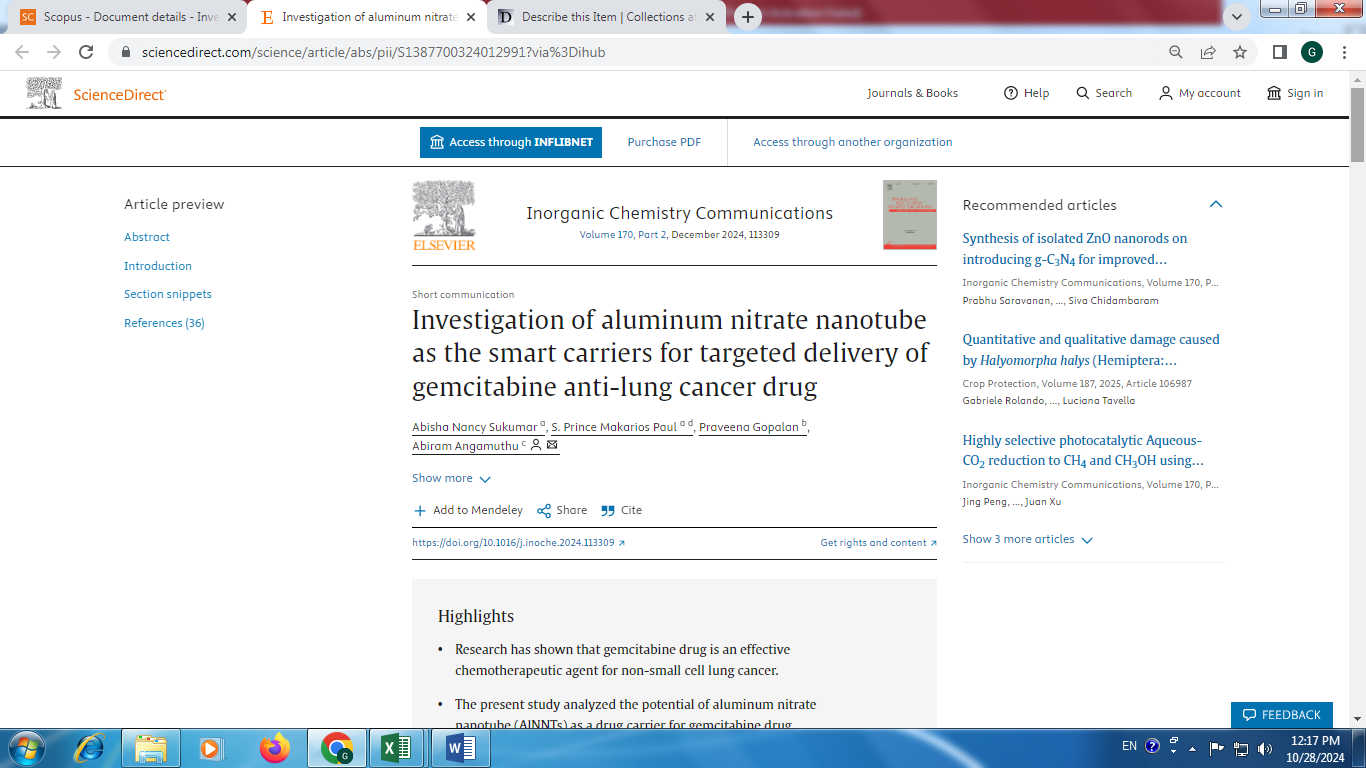 Scopus - Document details - Inve
Investigation of aluminum nitrate
Describe this Item | Collections a
sciencedirect.com/science/article/abs/pii/S1387700324012991?via%3Dihub
G
ScienceDirect
Journals & Books
Help
Search
My account
Sign in
Access through INFLIBNET
Purchase PDF
Access through another organization
Article preview
Abstract
Introduction
Section snippets
References (36)
ELSEVIER
Inorganic Chemistry Communications
Volume 170, Part 2, December 2024, 113309
Short communication
Investigation of aluminum nitrate nanotube
as the smart carriers for targeted delivery of
gemcitabine anti-lung cancer drug
Abisha Nancy Sukumar a, S. Prince Makarios Paul a d, Praveena Gopalan b,
Abiram Angamuthu c
Show more
Add to Mendeley
Share
Cite
https://doi.org/10.1016/j.inoche.2024.113309
Get rights and content
Highlights
• Research has shown that gemcitabine drug is an effective
chemotherapeutic agent for non-small cell lung cancer.
• The present study analyzed the potential of aluminum nitrate
nanotube (AlNNTs) as a drug carrier for gemcitabine drug
Recommended articles
Synthesis of isolated ZnO nanorods on
introducing g-C3N4 for improved…
Inorganic Chemistry Communications, Volume 170, P...
Prabhu Saravanan, …, Siva Chidambaram
Quantitative and qualitative damage caused
by Halyomorpha halys (Hemiptera:…
Crop Protection, Volume 187, 2025, Article 106987
Gabriele Rolando, …, Luciana Tavella
Highly selective photocatalytic Aqueous-
CO2 reduction to CH4 and CH3OH using…
Inorganic Chemistry Communications, Volume 170, P...
Jing Peng, …, Juan Xu
Show 3 more articles
FEEDBACK
EN
12:17 PM
10/28/2024